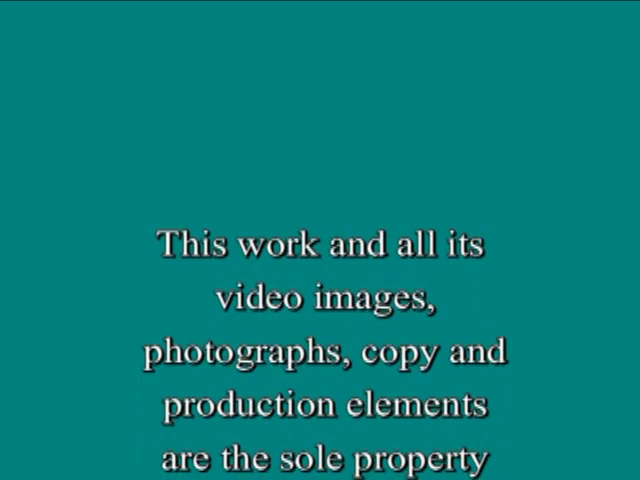 This work and all its
video images,
photographs, copy and
production elements
are the sole property